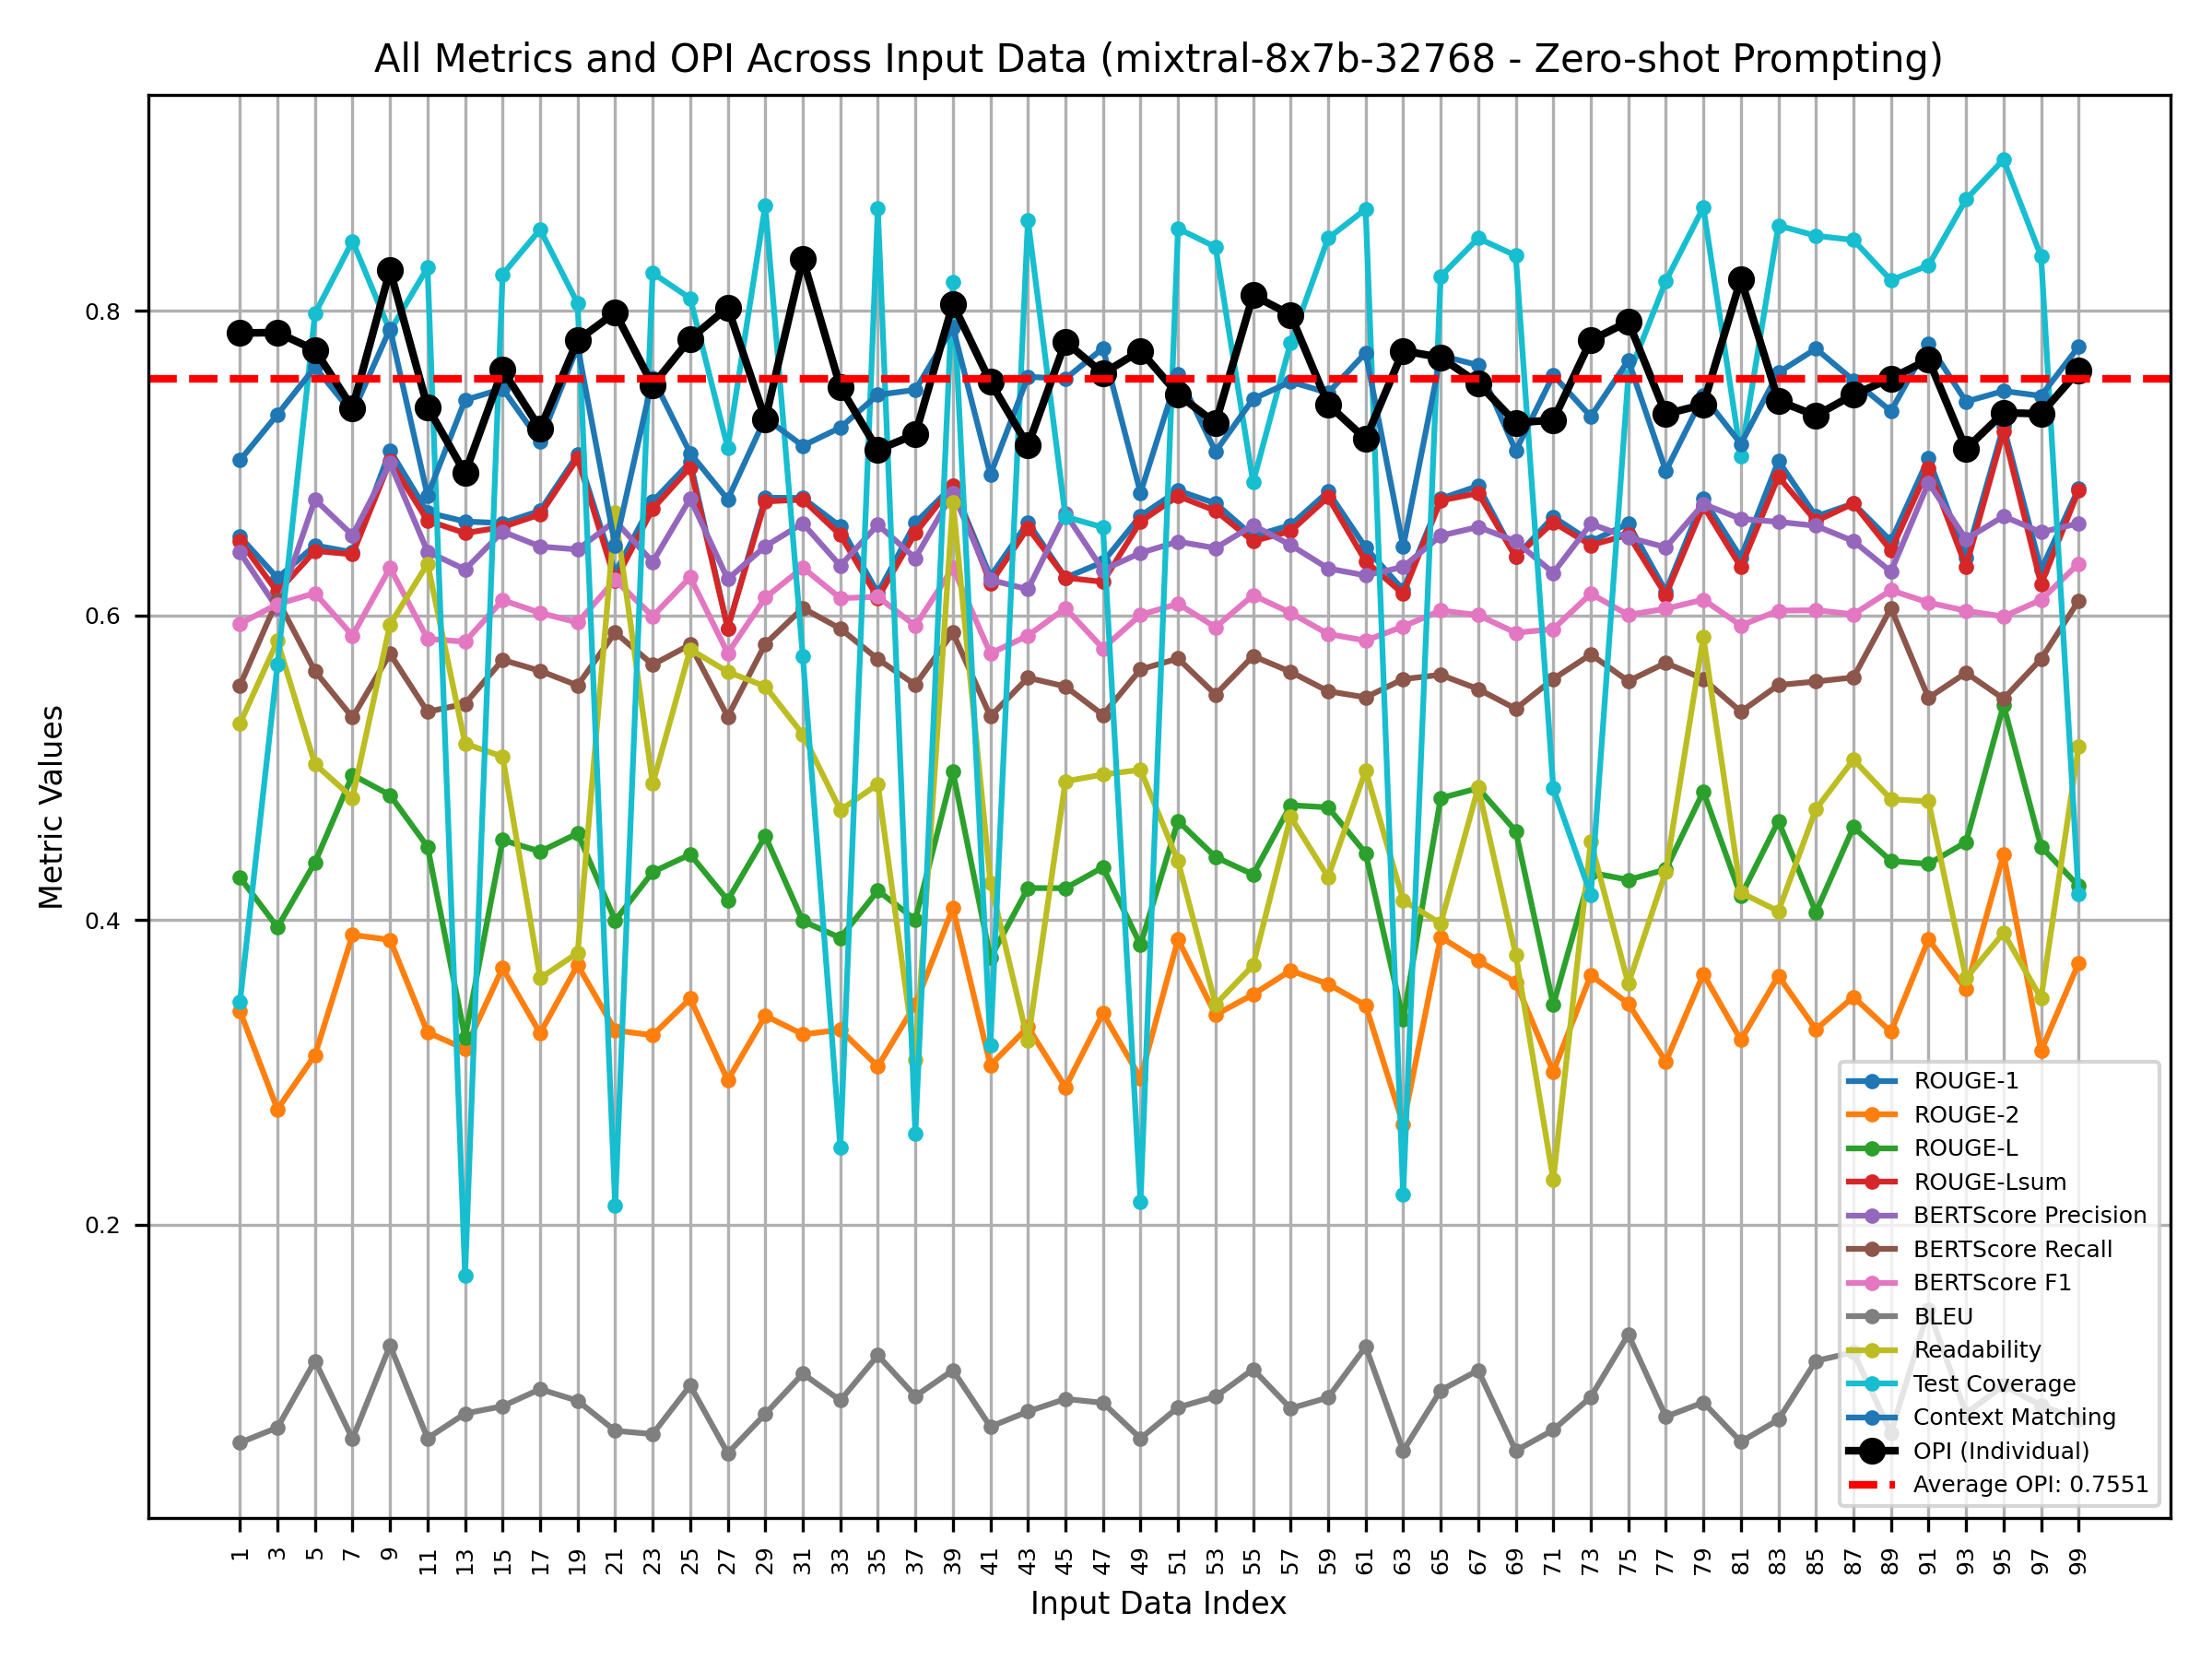 All Metrics and OPI Across Input Data (mixtral-8x7b-32768 - Zero-shot Prompting)
Metric Values
0.8
0.6
0.4
0.2
ROUGE-1
ROUGE-2
ROUGE-L
ROUGE-Lsum
BERTScore Precision
BERTScore Recall
BERTScore F1
BLEU
Readability
Test Coverage
Context Matching
OPI (Individual)
Average OPI: 0.7551
1 3 5 7 9 11 13 15 17 19 21 23 25 27 29 31 33 35 37 39 41 43 45 47 49 51 53 55 57 59 61 63 65 67 69 71 73 75 77 79 81 83 85 87 89 91 93 95 97 99
Input Data Index